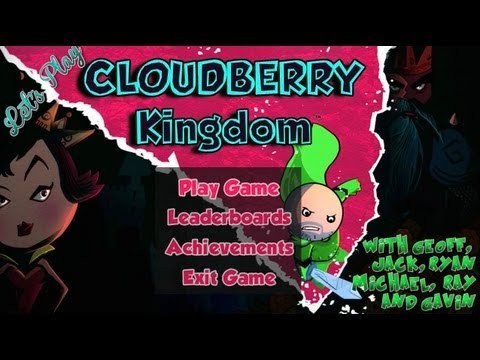 Let's Play
CLOUDBERRY
Kingdom
Play Game
Leaderboards
Achievements
Exit Game
WITH GEOFF,
JACK, RYAN
MICHAEL, RAY
AND GAVIN